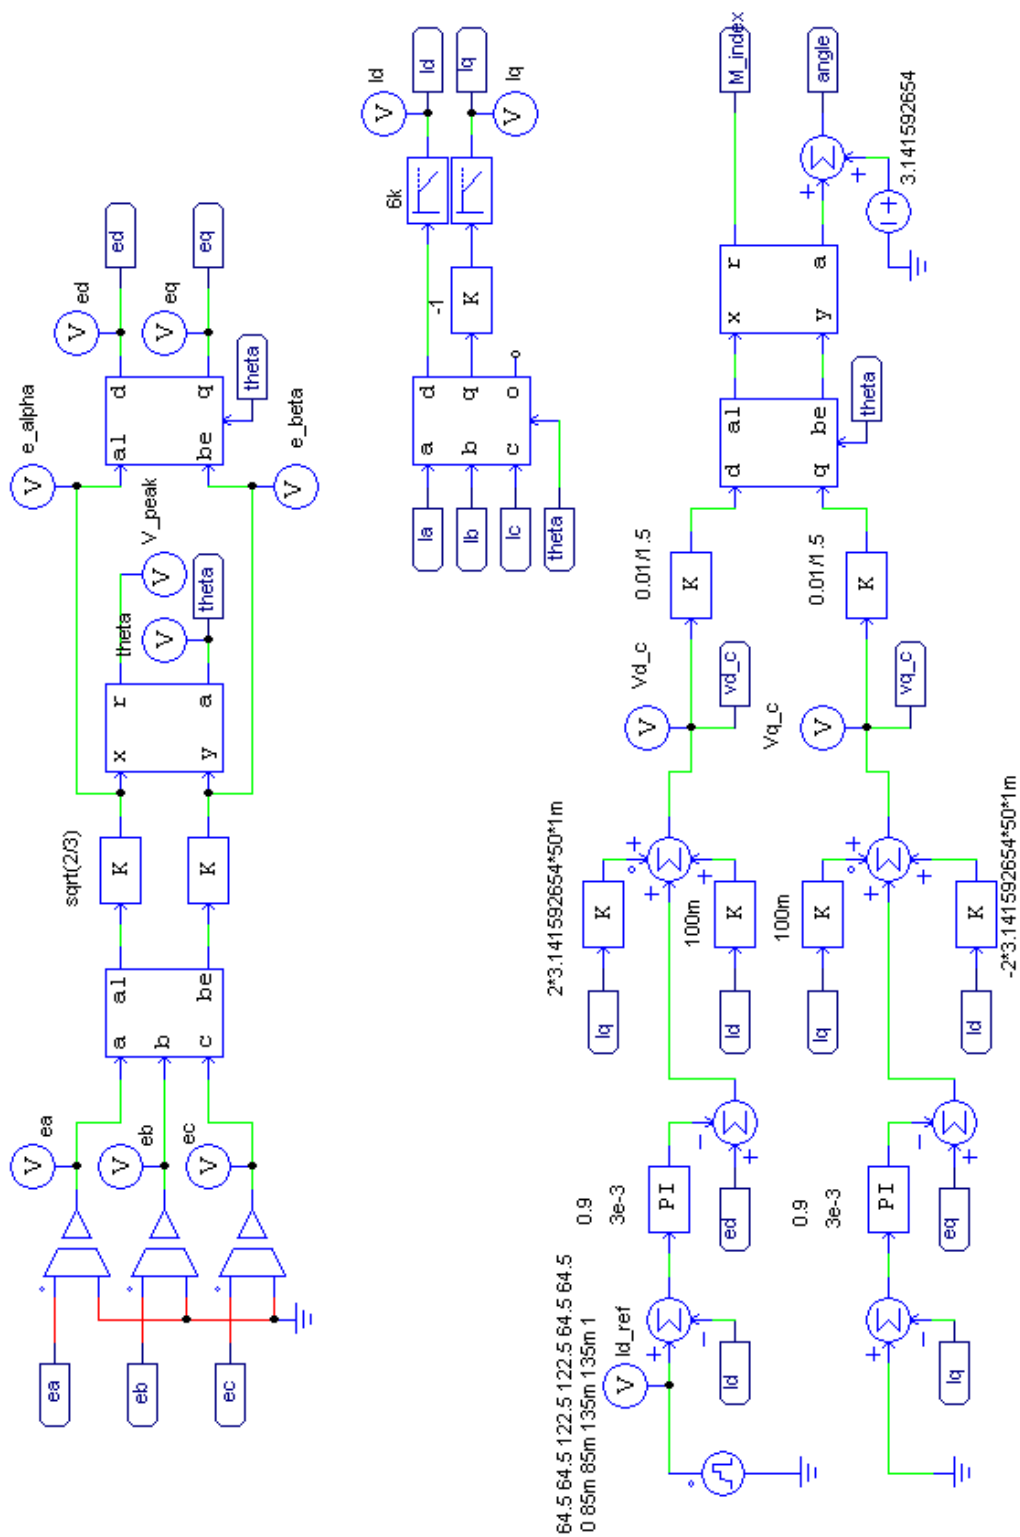 ea
eb
ec
ea
eb
ec
a al
b
c be
sqrt(2/3)
K
K
x r
y a
theta
V_peak
theta
e_alpha
e_beta
al d
be q
theta
ed
eq
ed
eq
V
V
V
V
V
V
V
V
V
Ia
Ib
Ic
theta
a d
b q
c o
-1
K
6k
Id
Iq
V
V
Id
Iq
64.5 64.5 122.5 122.5 64.5 64.5
0 85m 85m 135m 135m 1
V
Id_ref
Σ
+
-
Id
0.9
3e-3
PI
Σ
-
+
ed
2*3.141592654*50*1m
Iq
K
100m
Id
K
Σ
+
+
+
Vd_c
V
vd_c
0.01/1.5
K
Σ
+
-
Iq
0.9
3e-3
PI
Σ
-
+
eq
100m
Iq
K
-2*3.141592654*50*1m
Id
K
Σ
+
+
+
Vq_c
V
vq_c
0.01/1.5
K
d al
q be
theta
x r
y a
M_index
Σ
+
+
angle
3.141592654
+